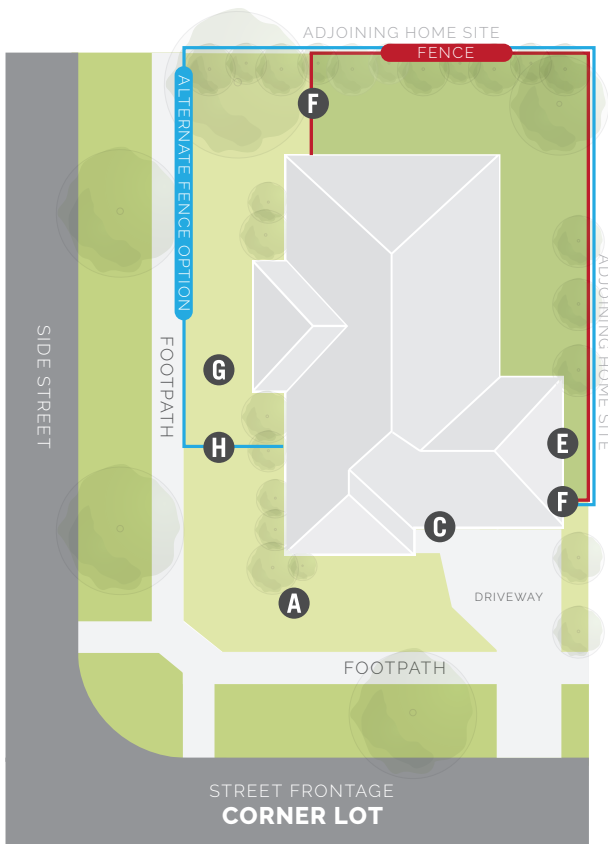 ADJOINING HOME SITE
FENCE
F
ALTERNATE FENCE OPTION
ADJOINING HOME SITE
SIDE STREET
FOOTPATH
G
H
E
F
C
A
DRIVEWAY
FOOTPATH
STREET FRONTAGE
CORNER LOT